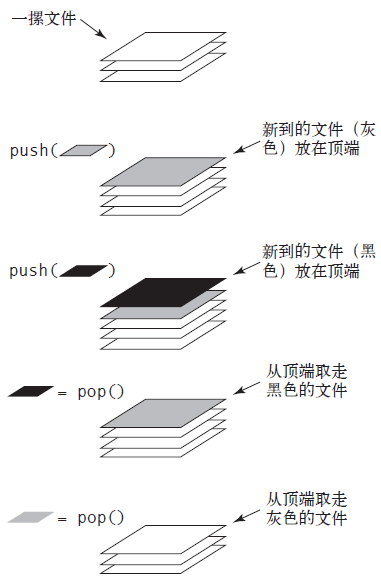 一摞文件
新到的文件（灰
色）放在顶端
push( )
新到的文件（黑
色）放在顶端
push( )
从顶端取走
黑色的文件
= pop()
从顶端取走
灰色的文件
= pop()